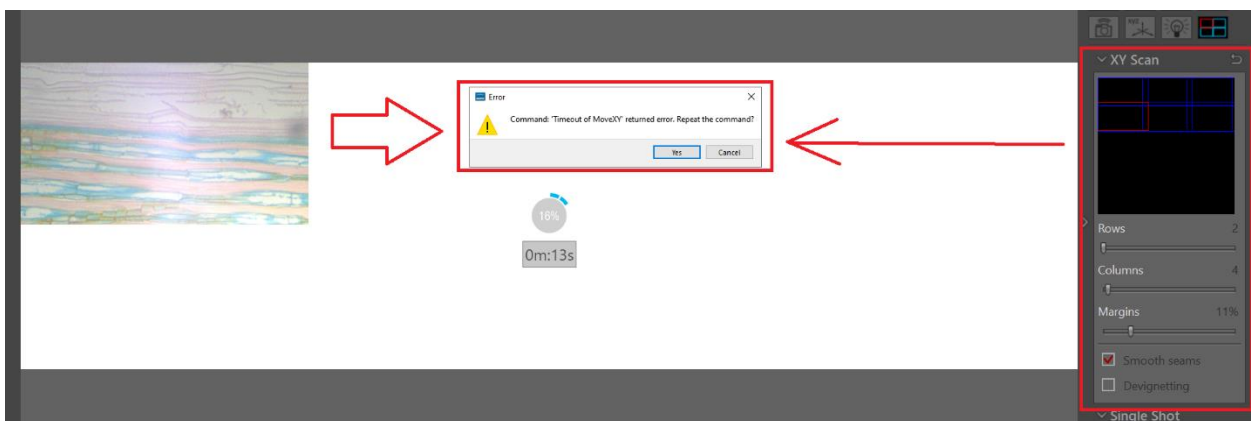 XYZ
XY Scan
Error
Command: 'Timeout of MoveXY' returned error. Repeat the command?
Yes Cancel
16%
0m:13s
Rows 2
Columns 4
Margins 11%
Smooth seams
Devignetting
Single Shot